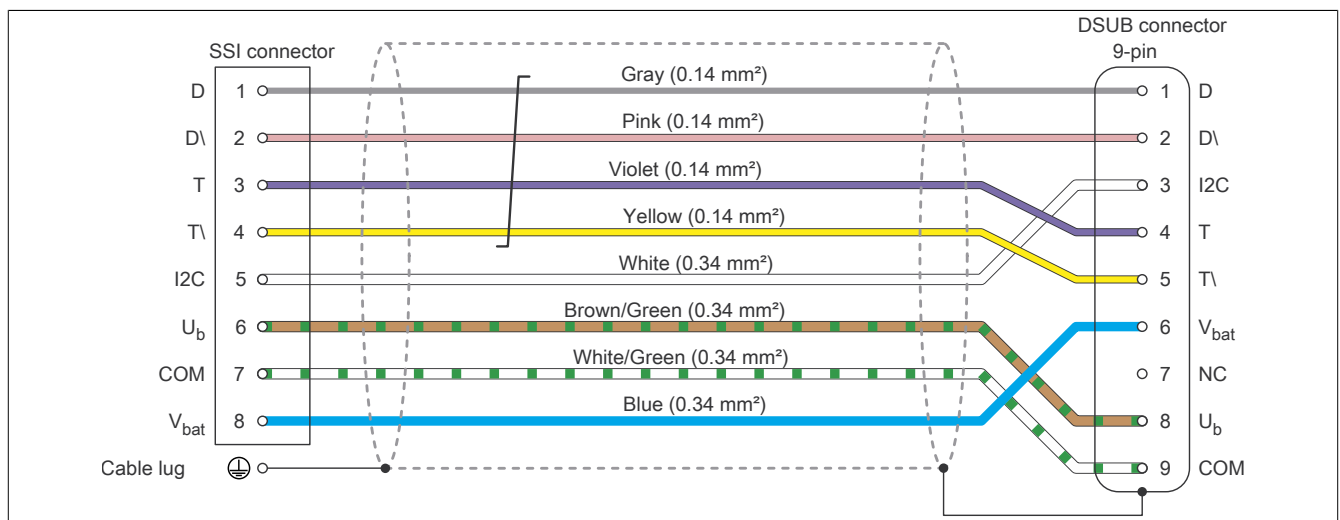 DSUB connector
SSI connector 9-pin
D 1 Gray (0.14 mm²) 1 D
D\ 2 Pink (0.14 mm²) 2 D\
T 3 Violet (0.14 mm²) 3 I2C
T\ 4 Yellow (0.14 mm²) 4 T
I2C 5 White (0.34 mm²) 5 T\
Ub 6 Brown/Green (0.34 mm²) 6 Vbat
COM 7 White/Green (0.34 mm²) 7 NC
Vbat 8 Blue (0.34 mm²) 8 Ub
Cable lug 9 COM